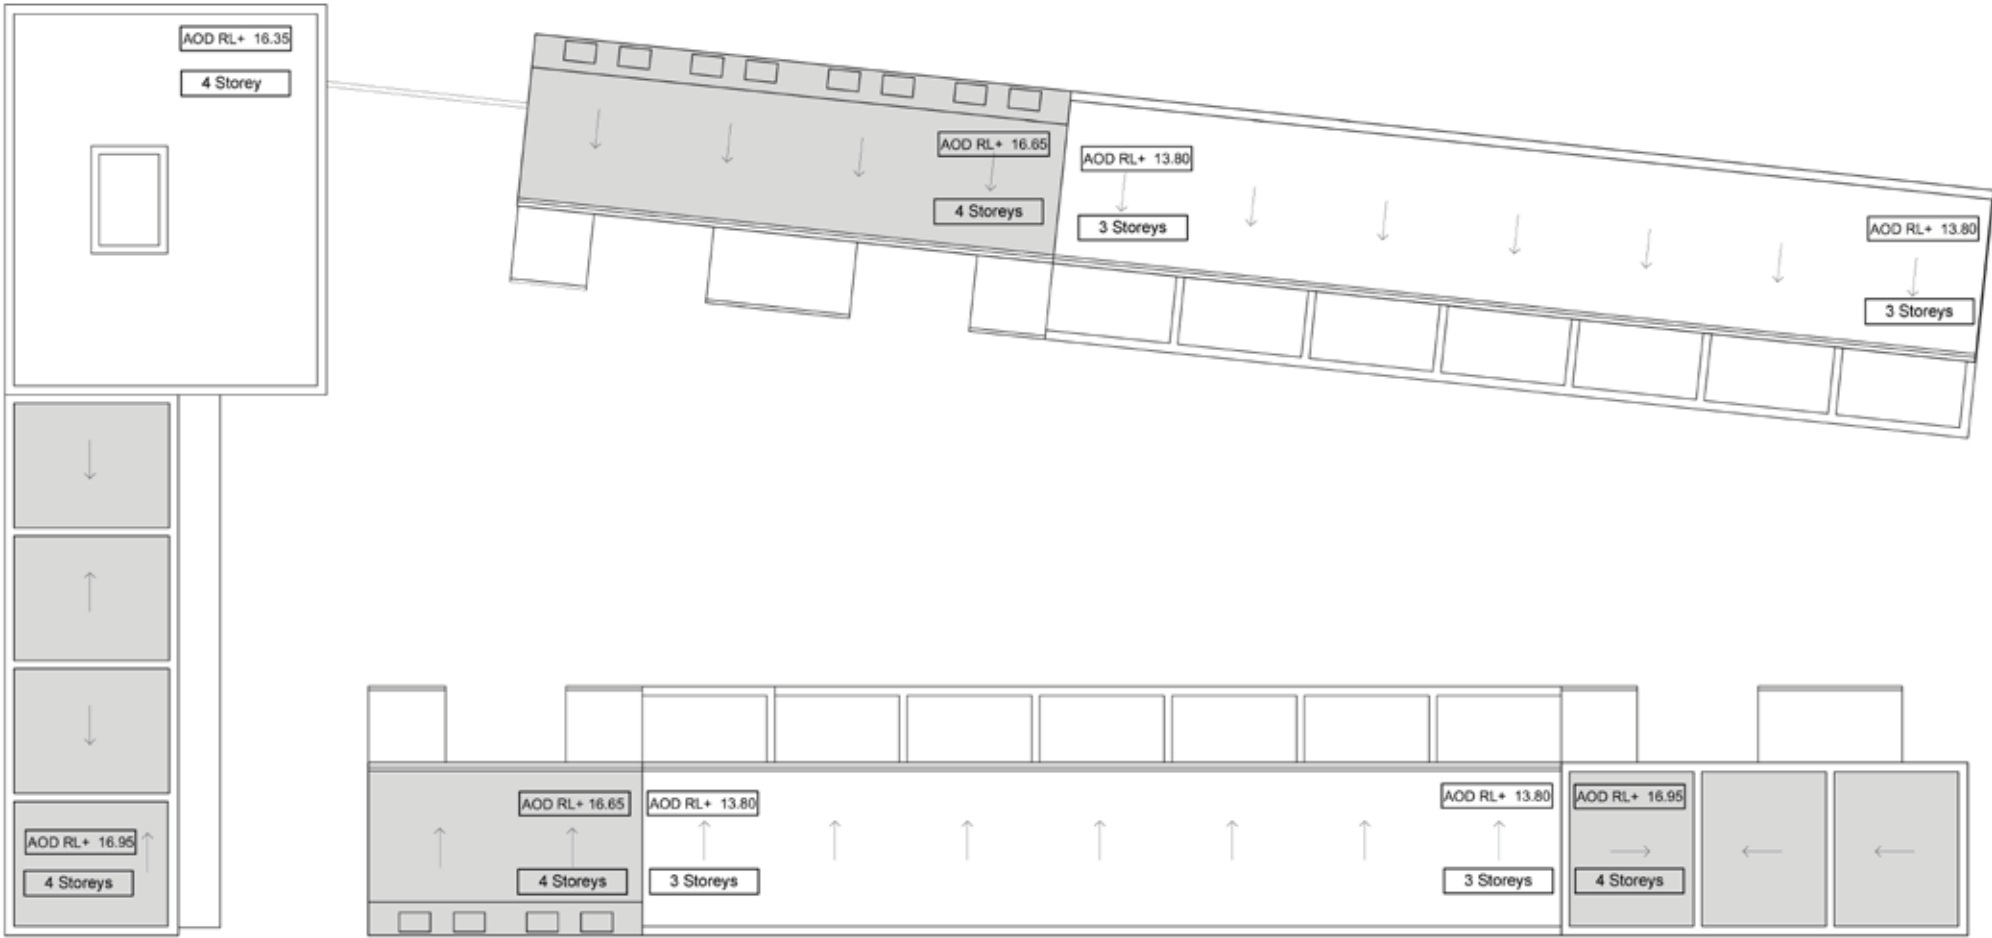 AOD RL+ 16.35
4 Storey
AOD RL+ 16.65
4 Storeys
AOD RL+ 13.80
3 Storeys
AOD RL+ 13.80
3 Storeys
AOD RL+ 16.95
4 Storeys
AOD RL+ 16.65
4 Storeys
AOD RL+ 13.80
3 Storeys
AOD RL+ 13.80
3 Storeys
AOD RL+ 16.95
4 Storeys